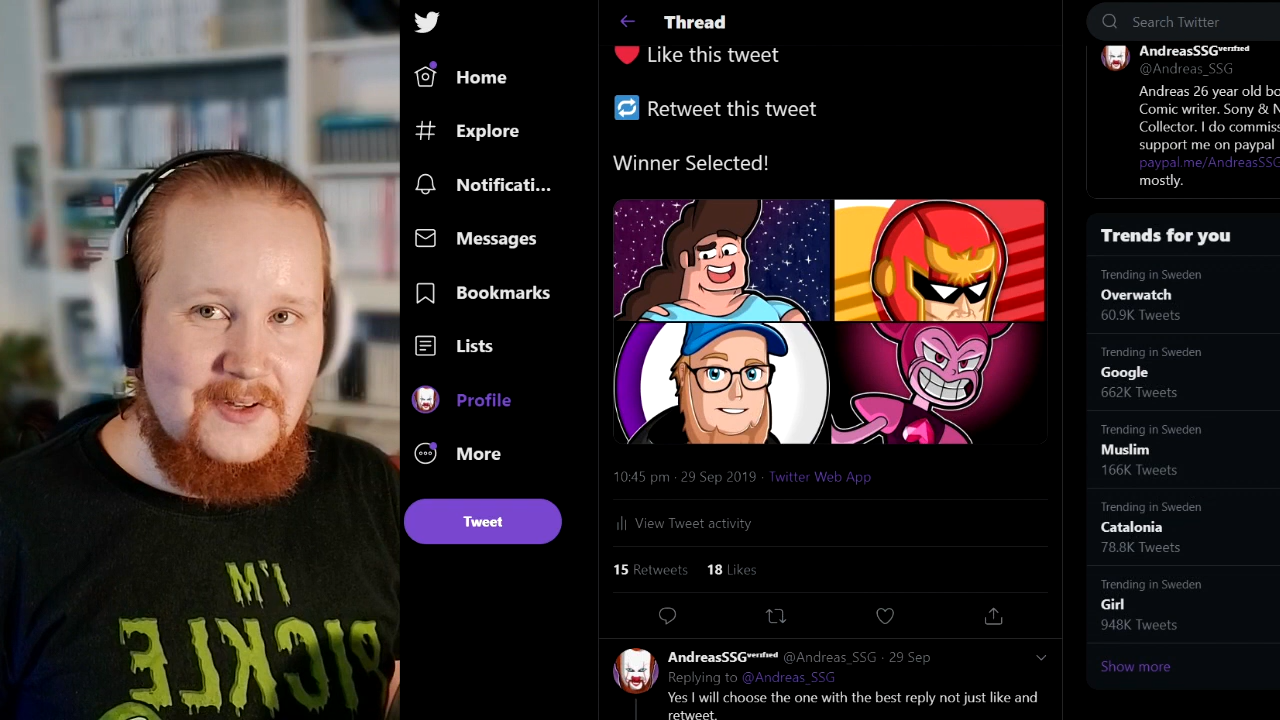 I'M
PICKLE
Home
Explore
Notificati...
Messages
Bookmarks
Lists
Profile
More
Tweet
Thread
Like this tweet
Retweet this tweet
Winner Selected!
10:45 pm · 29 Sep 2019 · Twitter Web App
View Tweet activity
15 Retweets 18 Likes
AndreasSSGᵛᵉʳᶦᶠᶦᵉᵈ @Andreas_SSG · 29 Sep
Replying to @Andreas_SSG
Yes I will choose the one with the best reply not just like and
retweet.
Search Twitter
AndreasSSGᵛᵉʳᶦᶠᶦᵉᵈ
@Andreas_SSG
Andreas 26 year old bo
Comic writer. Sony & N
Collector. I do commiss
support me on paypal
paypal.me/AndreasSSG
mostly.
Trends for you
Trending in Sweden
Overwatch
60.9K Tweets
Trending in Sweden
Google
662K Tweets
Trending in Sweden
Muslim
166K Tweets
Trending in Sweden
Catalonia
78.8K Tweets
Trending in Sweden
Girl
948K Tweets
Show more